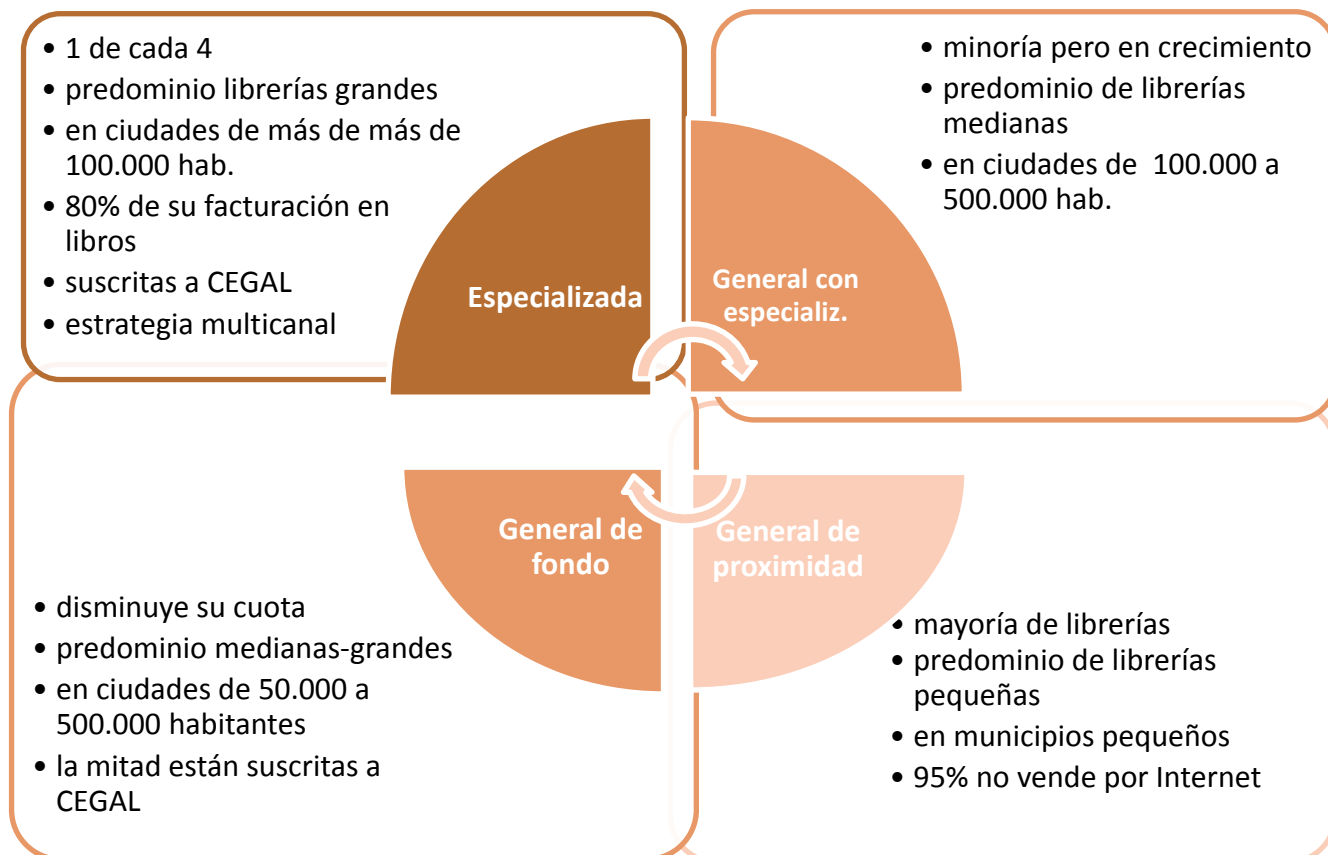 • 1 de cada 4
• predominio librerías grandes
• en ciudades de más de más de
100.000 hab.
• 80% de su facturación en
libros
• suscritas a CEGAL
• estrategia multicanal
Especializada
• minoría pero en crecimiento
• predominio de librerías
medianas
• en ciudades de 100.000 a
500.000 hab.
General con
especializ.
General de
fondo
• disminuye su cuota
• predominio medianas-grandes
• en ciudades de 50.000 a
500.000 habitantes
• la mitad están suscritas a
CEGAL
General de
proximidad
• mayoría de librerías
• predominio de librerías
pequeñas
• en municipios pequeños
• 95% no vende por Internet